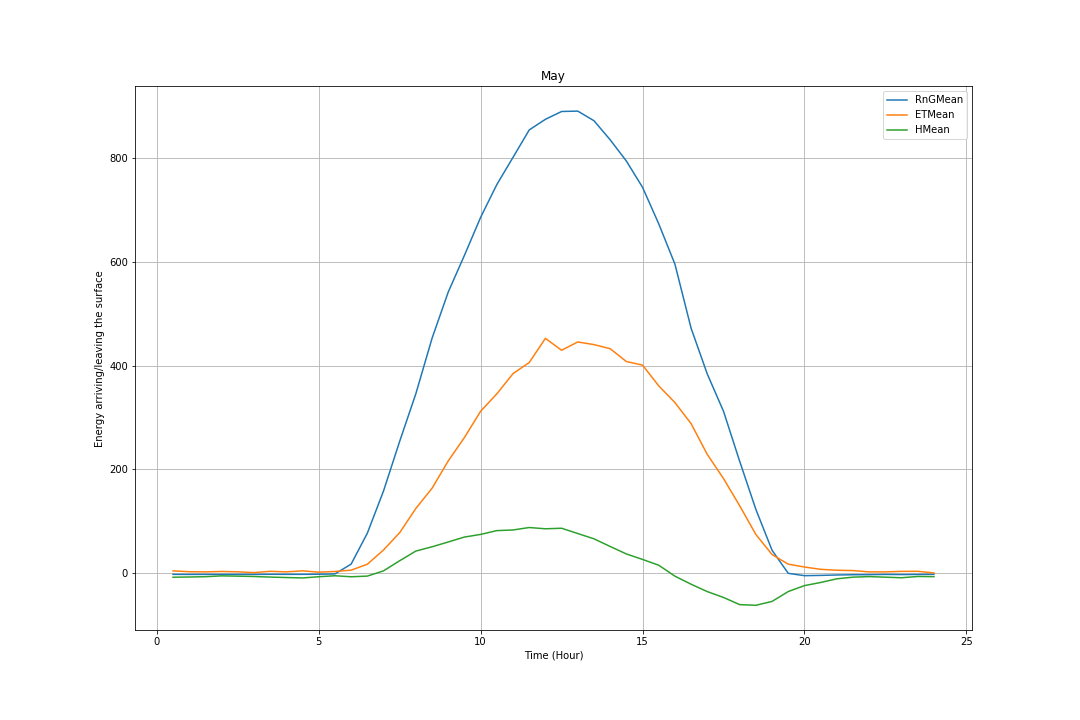 May
RnGMean
ETMean
HMean
800
600
400
200
0
Energy arriving/leaving the surface
0 5 10 15 20 25
Time (Hour)